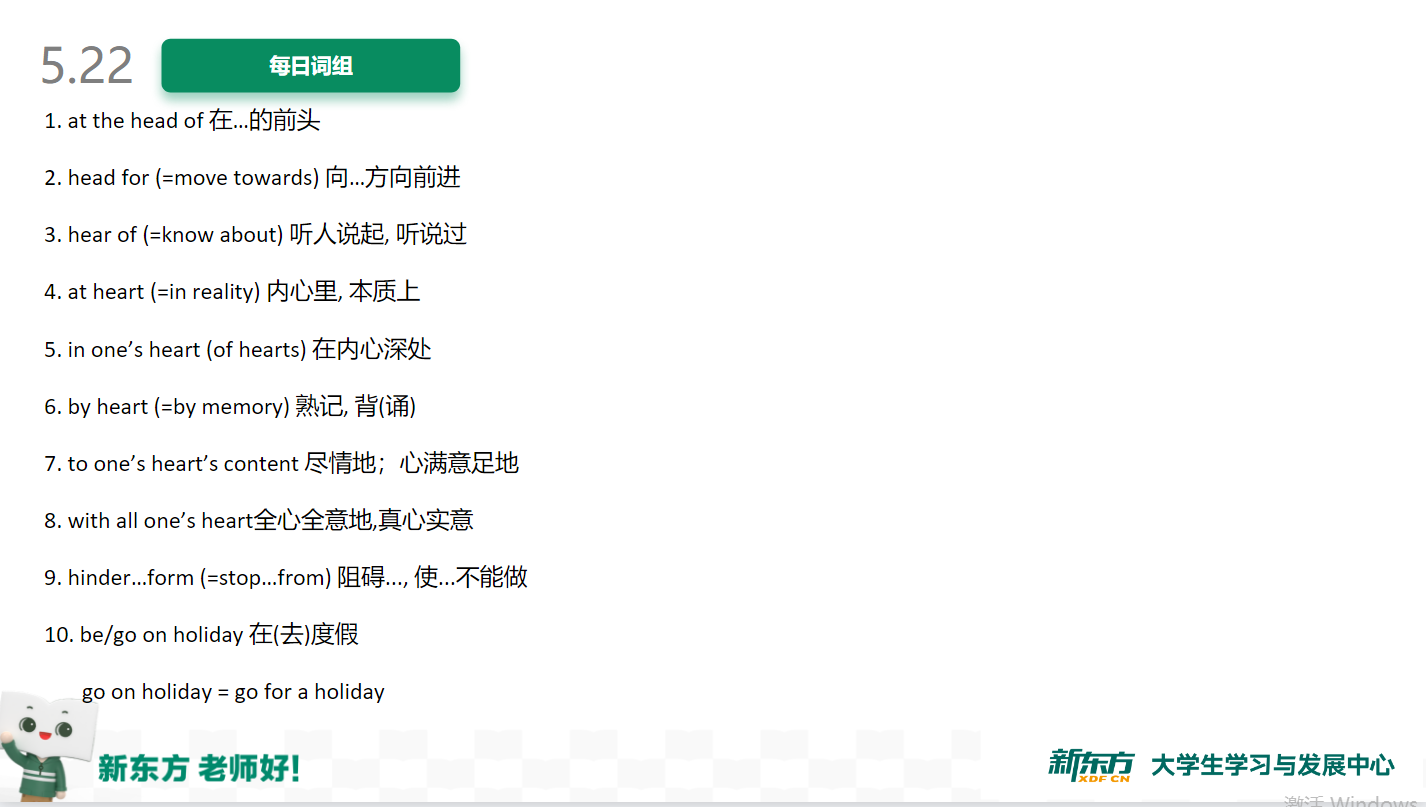 5.22
每日词组
1. at the head of 在…的前头
2. head for (=move towards) 向…方向前进
3. hear of (=know about) 听人说起, 听说过
4. at heart (=in reality) 内心里, 本质上
5. in one’s heart (of hearts) 在内心深处
6. by heart (=by memory) 熟记, 背(诵)
7. to one’s heart’s content 尽情地；心满意足地
8. with all one’s heart全心全意地,真心实意
9. hinder…form (=stop…from) 阻碍…, 使…不能做
10. be/go on holiday 在(去)度假
go on holiday = go for a holiday
新东方 老师好!
新东方 XDF.CN 大学生学习与发展中心
激活 Windows